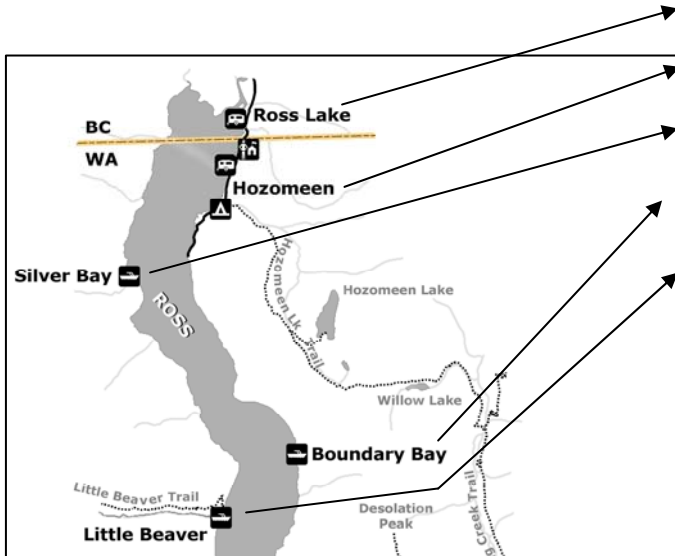 Ross Lake
BC
WA
Hozomeen
Silver Bay
ROSS
Hozomeen Lk Trail
Hozomeen Lake
Willow Lake
Boundary Bay
Little Beaver Trail
Little Beaver
Desolation
Peak
Creek Trail